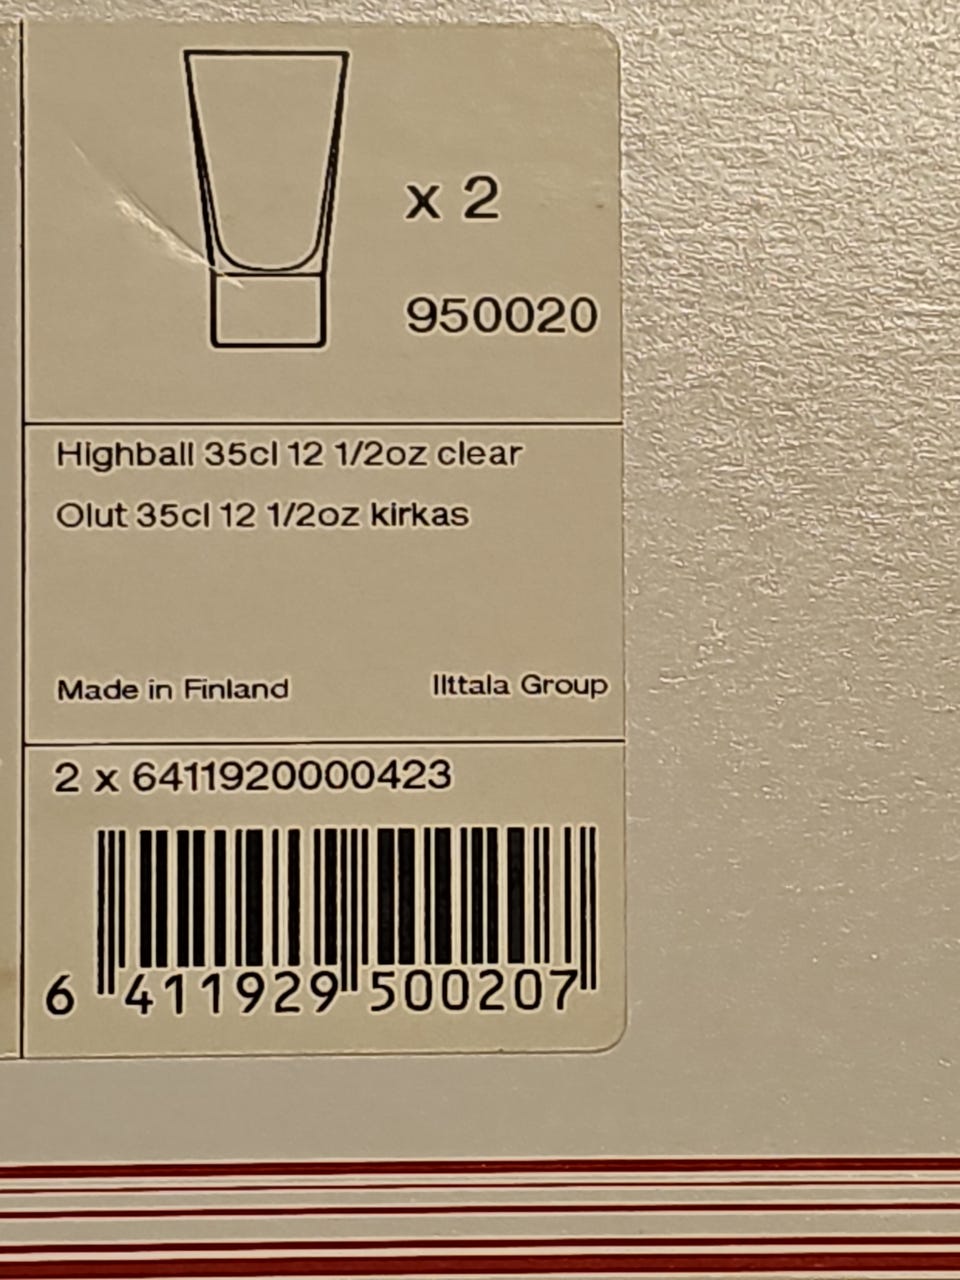 x 2
950020
Highball 35cl 12 1/2oz clear
Olut 35cl 12 1/2oz kirkas
Made in Finland
Iittala Group
2 x 6411920000423
6 411929 500207